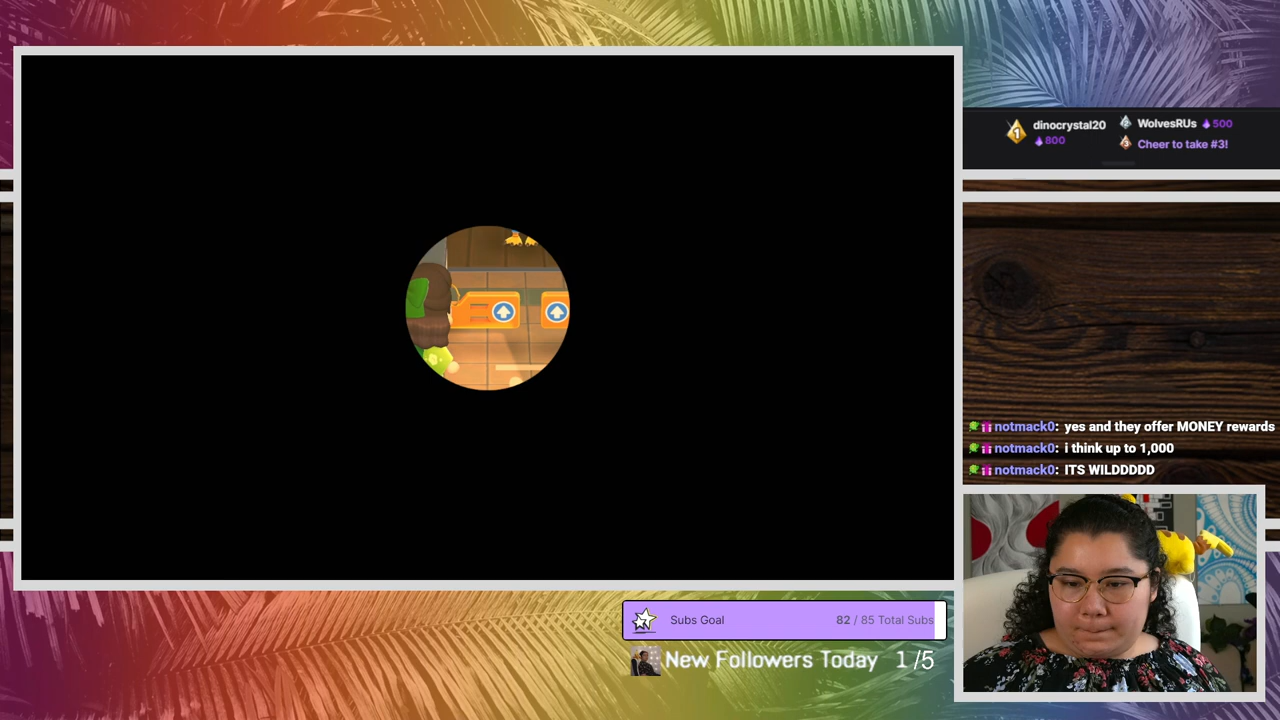 dinocrystal20
800
WolvesRUs 500
Cheer to take #3!
notmack0: yes and they offer MONEY rewards
notmack0: i think up to 1,000
notmack0: ITS WILDDDDD
Subs Goal 82 / 85 Total Subs
New Followers Today 1 /5